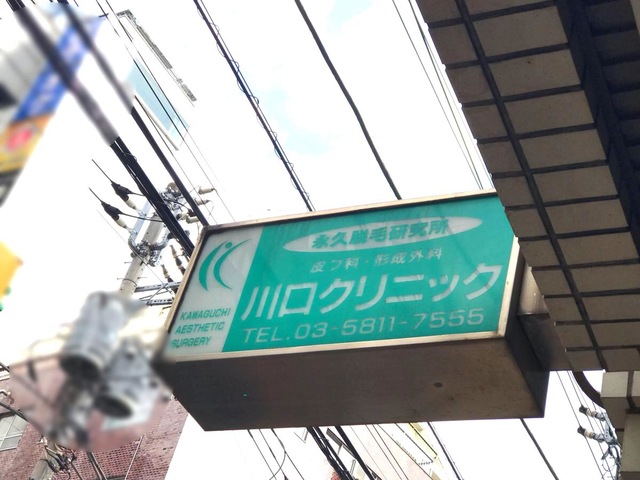 永久脱毛研究所
皮フ科・形成外科
川口クリニック
TEL.03-5811-7555
KAWAGUCHI
AESTHETIC
SURGERY